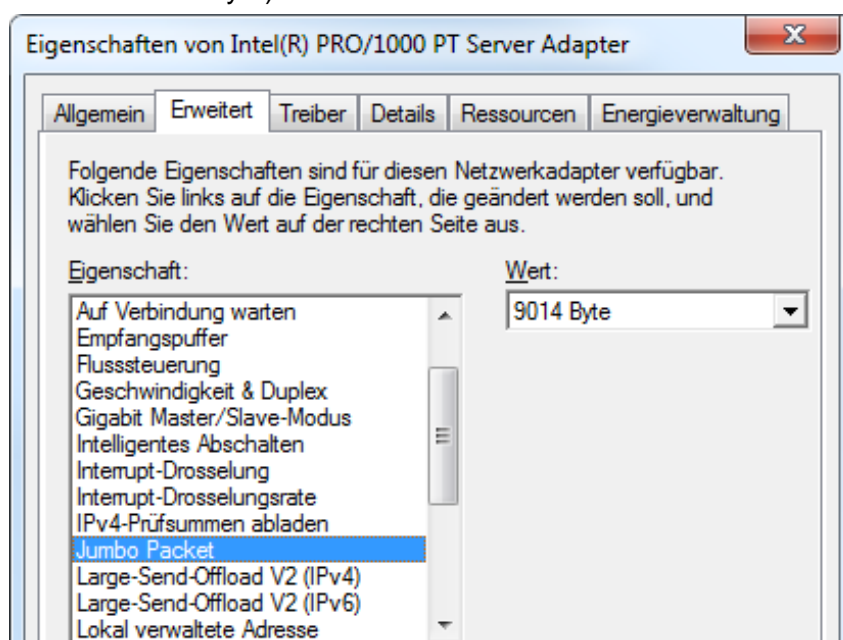 Eigenschaften von Intel(R) PRO/1000 PT Server Adapter
Allgemein Erweitert Treiber Details Ressourcen Energieverwaltung
Folgende Eigenschaften sind für diesen Netzwerkadapter verfügbar.
Klicken Sie links auf die Eigenschaft, die geändert werden soll, und
wählen Sie den Wert auf der rechten Seite aus.
Eigenschaft: Wert:
Auf Verbindung warten 9014 Byte
Empfangspuffer
Flusssteuerung
Geschwindigkeit & Duplex
Gigabit Master/Slave-Modus
Intelligentes Abschalten
Interrupt-Drosselung
Interrupt-Drosselungsrate
IPv4-Prüfsummen abladen
Jumbo Packet
Large-Send-Offload V2 (IPv4)
Large-Send-Offload V2 (IPv6)
Lokal verwaltete Adresse